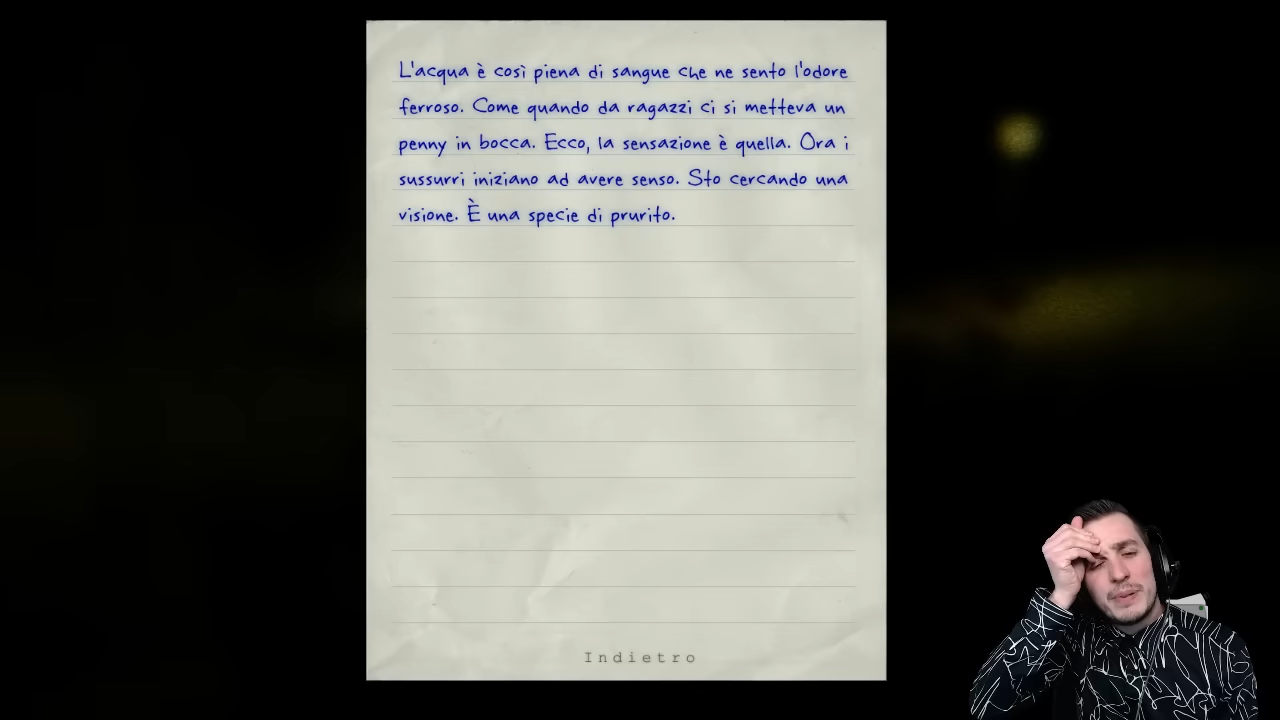 L'acqua è così piena di sangue che ne sento l'odore
ferroso. Come quando da ragazzi ci si metteva un
penny in bocca. Ecco, la sensazione è quella. Ora i
sussurri iniziano ad avere senso. Sto cercando una
visione. È una specie di prurito.
Indietro